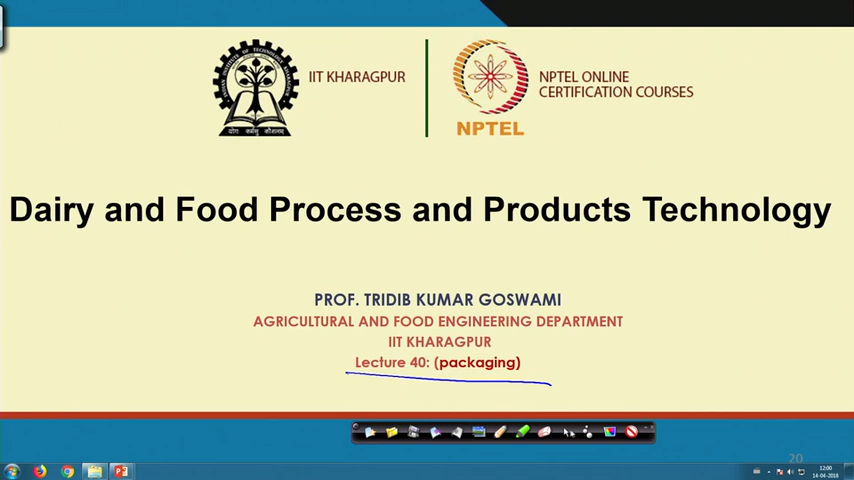 IIT KHARAGPUR
NPTEL ONLINE
CERTIFICATION COURSES
NPTEL
Dairy and Food Process and Products Technology
PROF. TRIDIB KUMAR GOSWAMI
AGRICULTURAL AND FOOD ENGINEERING DEPARTMENT
IIT KHARAGPUR
Lecture 40: (packaging)
20
12:00
14-04-2018